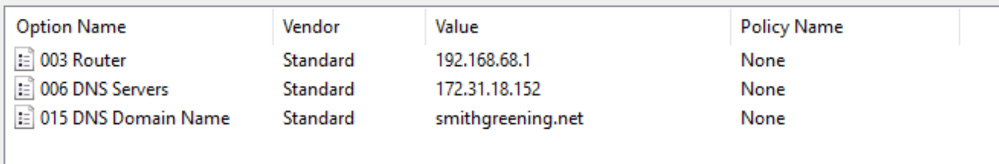 Option Name Vendor Value Policy Name
003 Router Standard 192.168.68.1 None
006 DNS Servers Standard 172.31.18.152 None
015 DNS Domain Name Standard smithgreening.net None